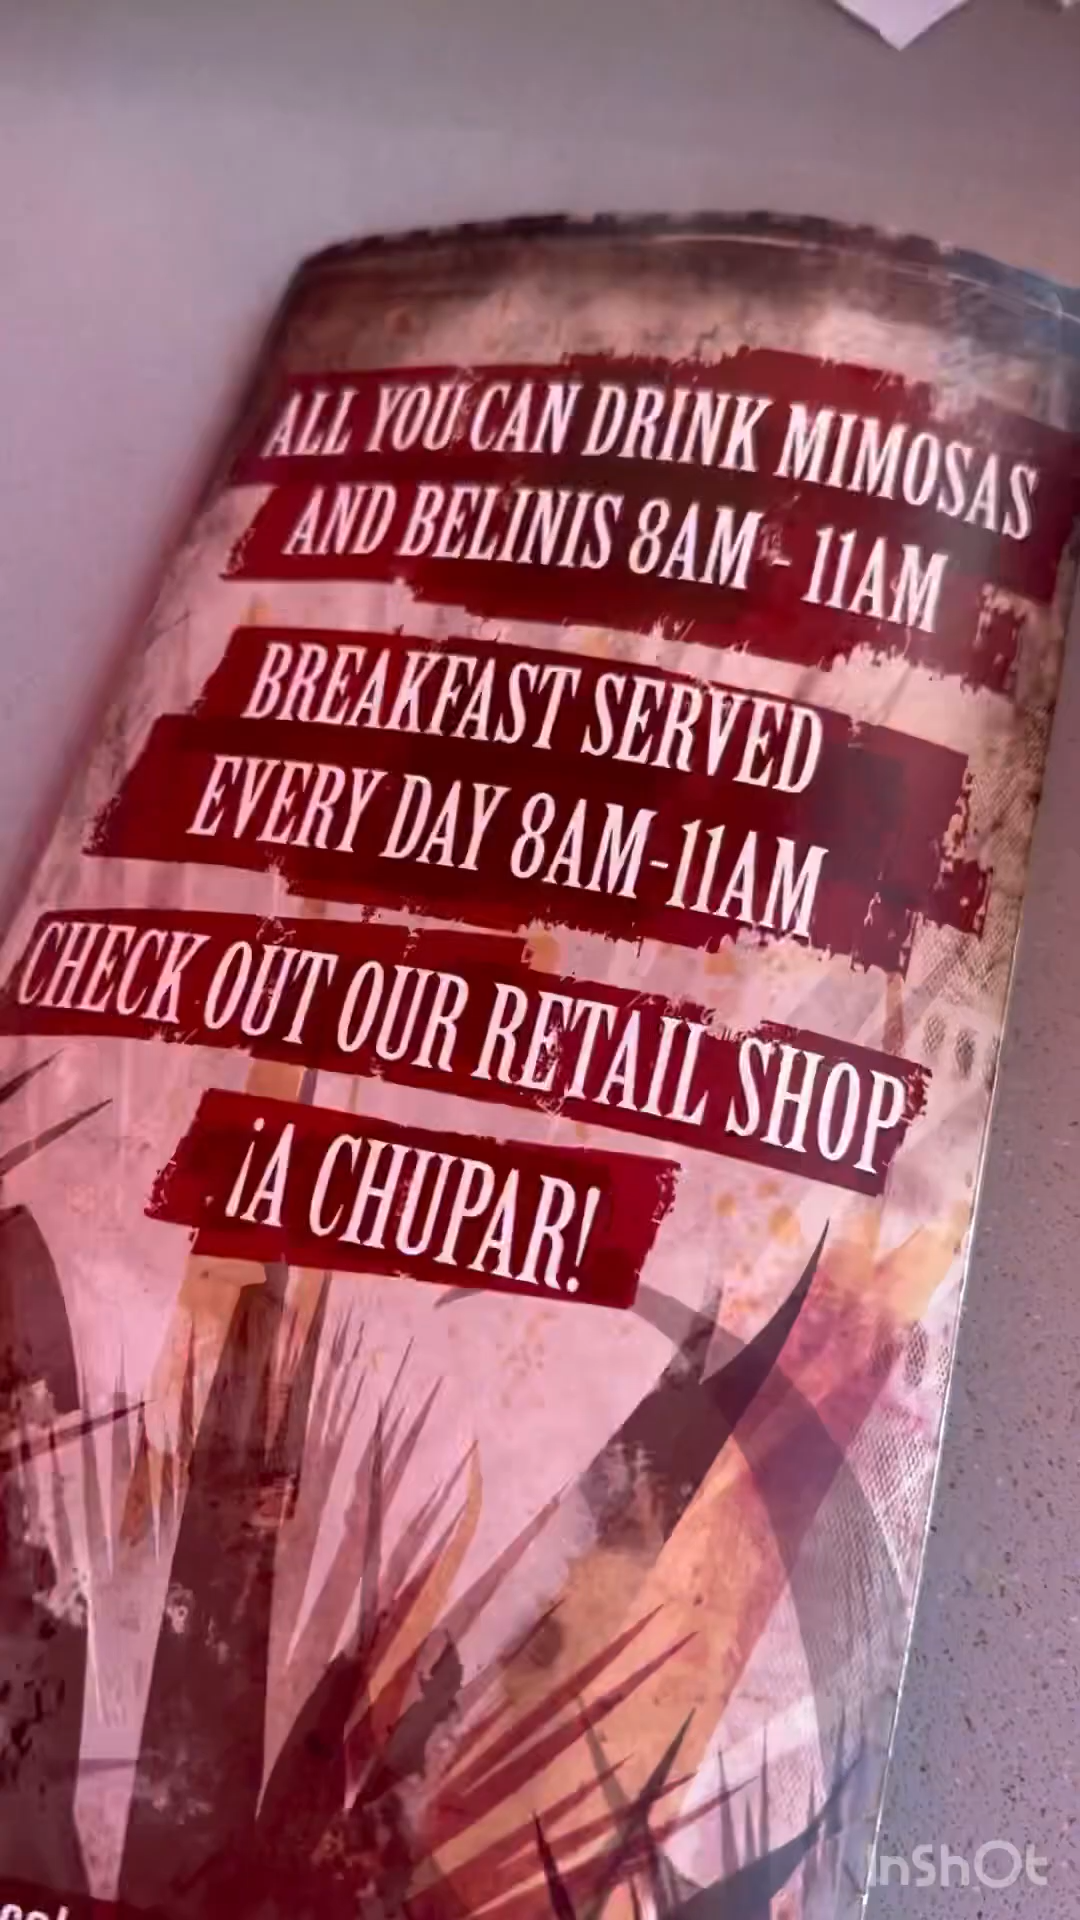 ALL YOU CAN DRINK MIMOSAS
AND BELINIS 8AM - 11AM
BREAKFAST SERVED
EVERY DAY 8AM-11AM
CHECK OUT OUR RETAIL SHOP
¡A CHUPAR!
InShOt